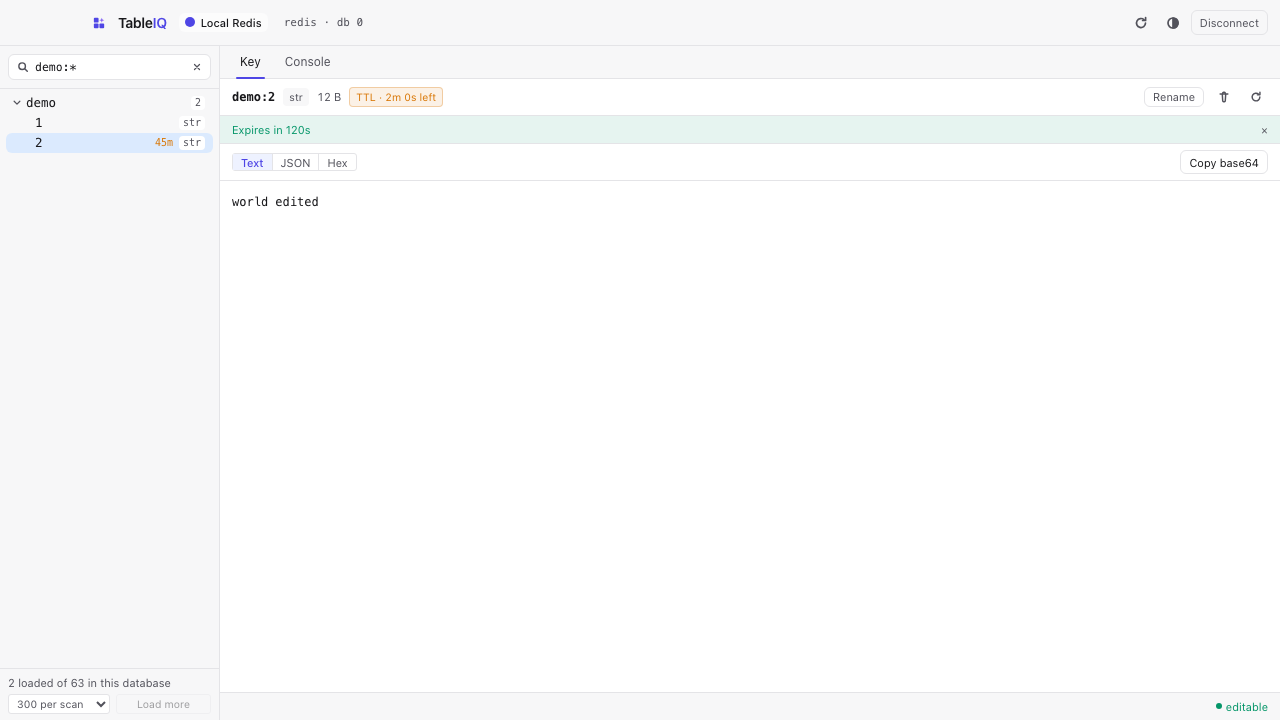 TableIQ Local Redis redis · db 0 Disconnect
demo:*
Key Console
demo 2
1 str
2 45m str
demo:2 str 12 B TTL · 2m 0s left Rename
Expires in 120s ×
Text JSON Hex Copy base64
world edited
2 loaded of 63 in this database
300 per scan Load more
editable